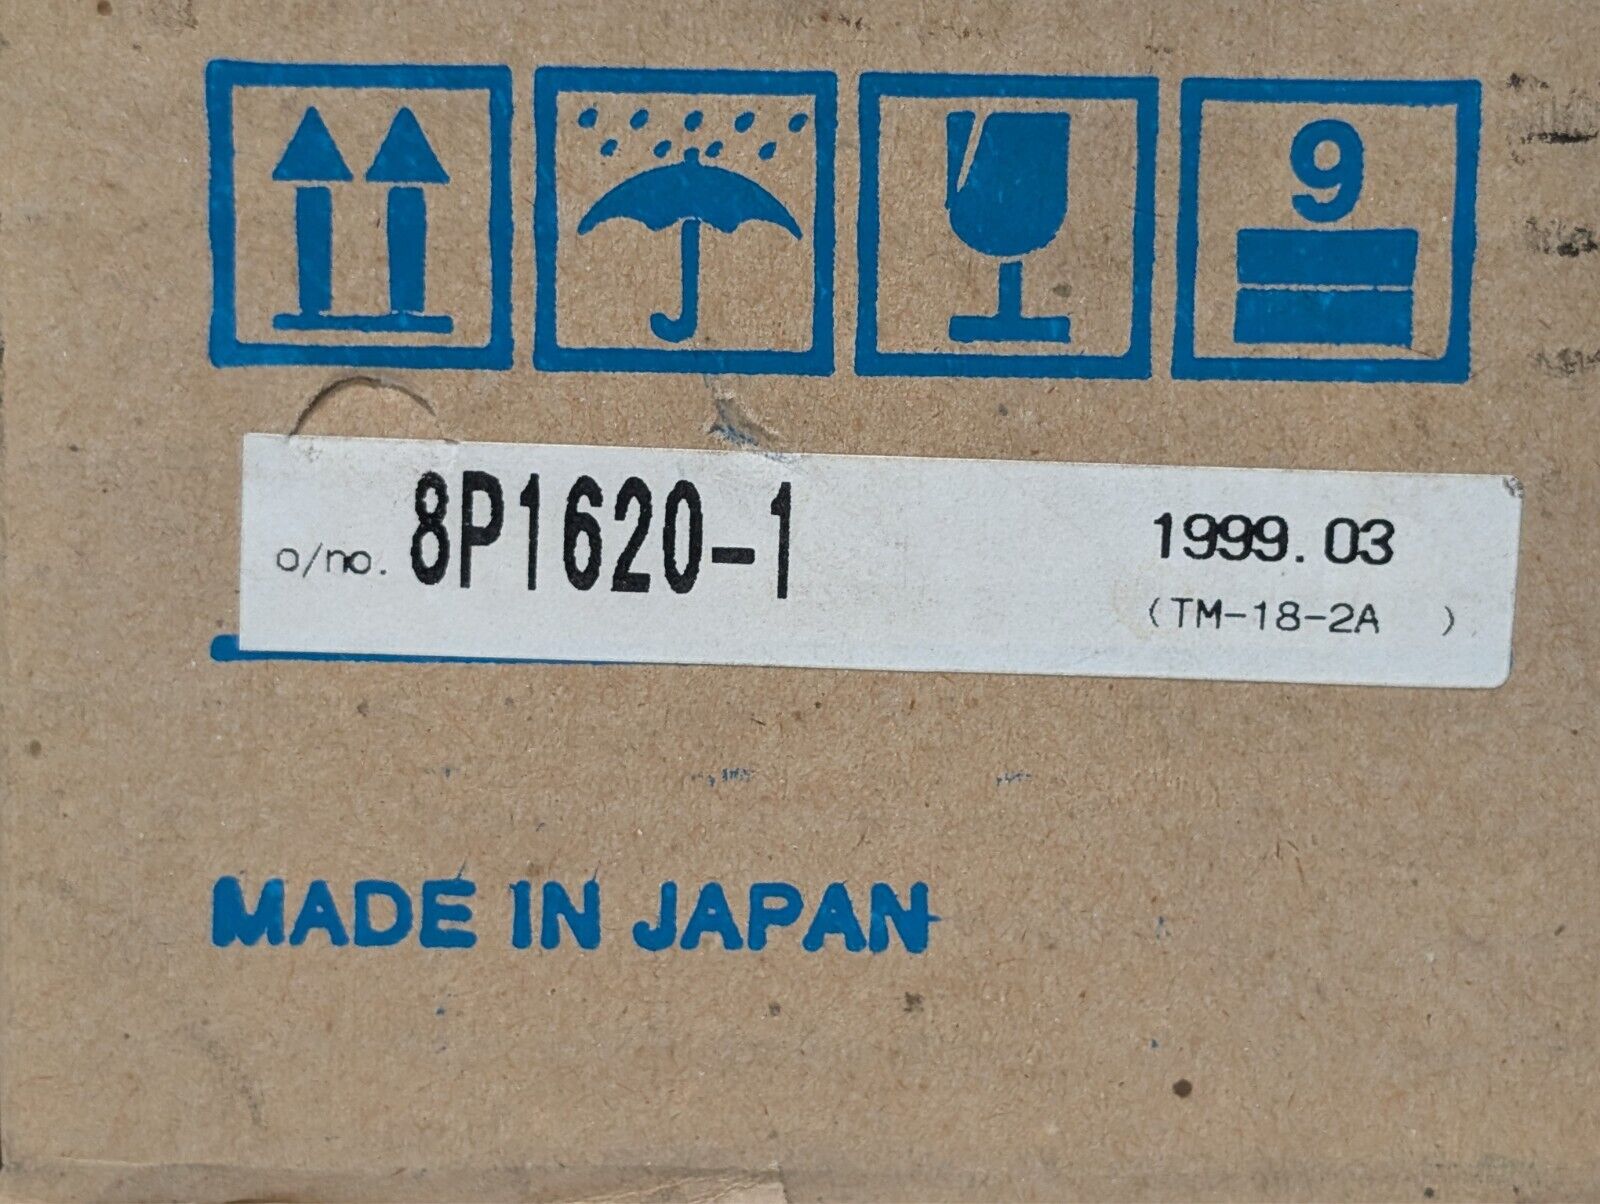 9
o/no. 8P1620-1
1999.03
(TM-18-2A )
MADE IN JAPAN